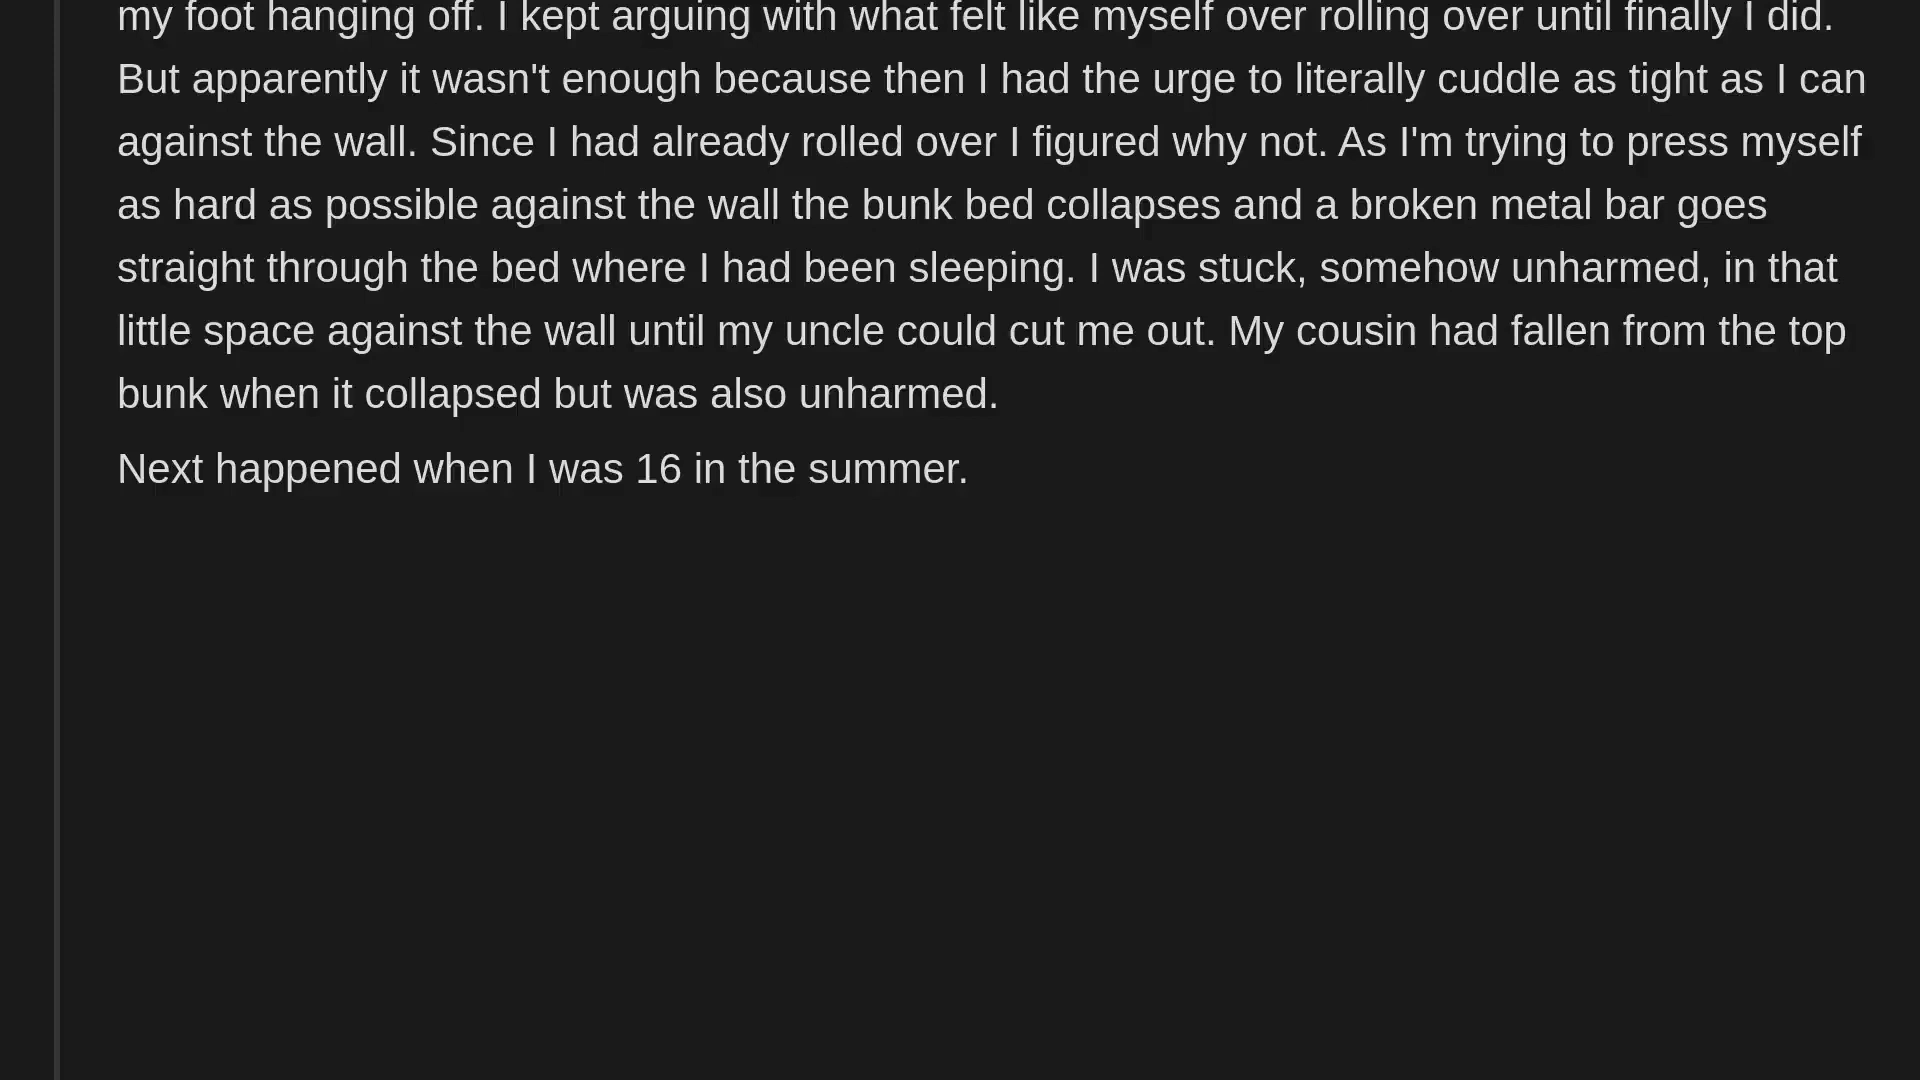 my foot hanging off. I kept arguing with what felt like myself over rolling over until finally I did.
But apparently it wasn't enough because then I had the urge to literally cuddle as tight as I can
against the wall. Since I had already rolled over I figured why not. As I'm trying to press myself
as hard as possible against the wall the bunk bed collapses and a broken metal bar goes
straight through the bed where I had been sleeping. I was stuck, somehow unharmed, in that
little space against the wall until my uncle could cut me out. My cousin had fallen from the top
bunk when it collapsed but was also unharmed.
Next happened when I was 16 in the summer.